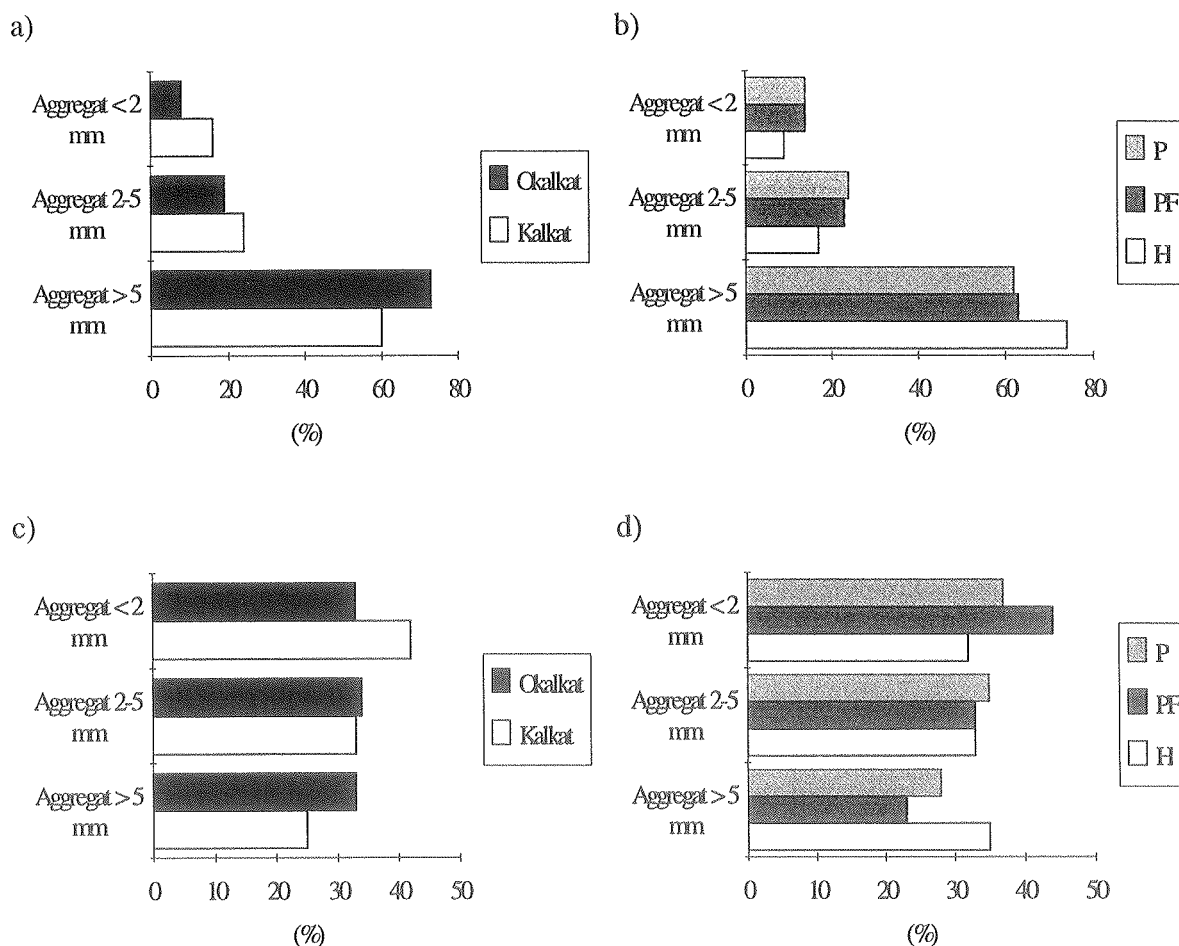 a)
Aggregat < 2
mm
Aggregat 2-5
mm
Aggregat > 5
mm
0 20 40 60 80
(%)
Okalkat
Kalkat
b)
Aggregat < 2
mm
Aggregat 2-5
mm
Aggregat > 5
mm
0 20 40 60 80
(%)
P
PF
H
c)
Aggregat < 2
mm
Aggregat 2-5
mm
Aggregat > 5
mm
0 10 20 30 40 50
(%)
Okalkat
Kalkat
d)
Aggregat < 2
mm
Aggregat 2-5
mm
Aggregat > 5
mm
0 10 20 30 40 50
(%)
P
PF
H